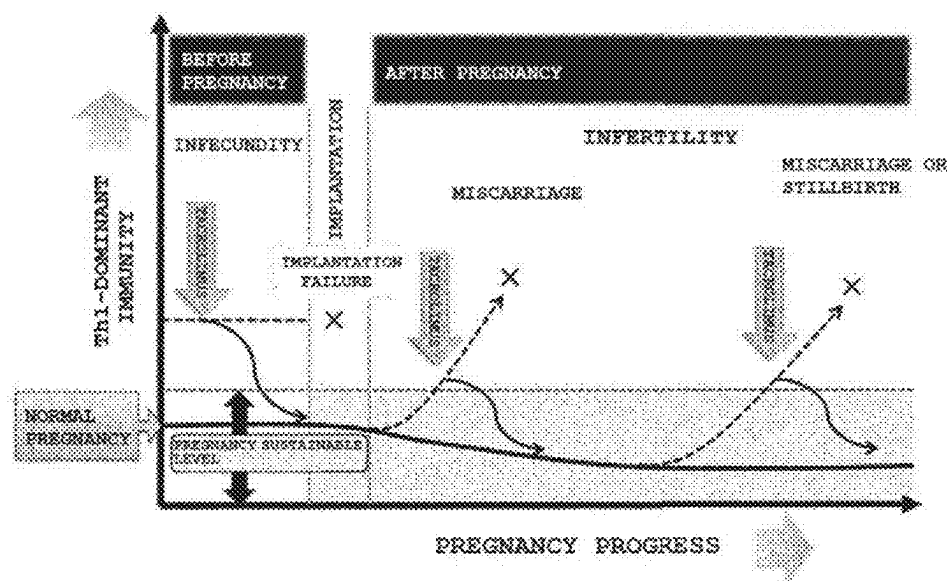 BEFORE
PREGNANCY
IMPLANTATION
AFTER PREGNANCY
INFECUNDITY
INFERTILITY
MISCARRIAGE
MISCARRIAGE OR
STILLBIRTH
IMPLANTATION
FAILURE
Th1-DOMINANT
IMMUNITY
NORMAL
PREGNANCY
PREGNANCY SUSTAINABLE
LEVEL
PREGNANCY PROGRESS